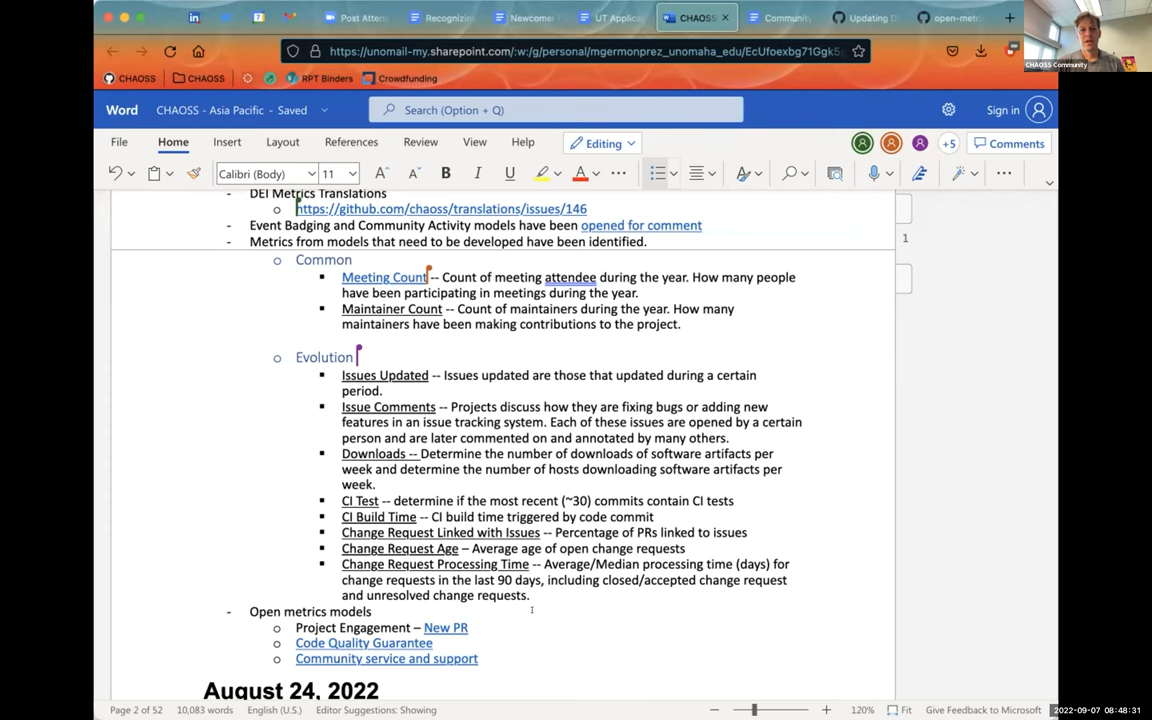 Post Atten
Recognizin
Newcome
UT Applic
CHAOSS
Community
Updating D
open-metr
https://unomail-my.sharepoint.com/:w:/g/personal/mgermonprez_unomaha_edu/EcUfoexbg71Ggk5
CHAOSS Community
CHAOSS
CHAOSS
RPT Binders
Crowdfunding
Word
CHAOSS - Asia Pacific - Saved
Search (Option + Q)
Sign in
File
Home
Insert
Layout
References
Review
View
Help
Editing
+5
Comments
Calibri (Body)
11
B
I
U
- DEI Metrics Translations
o https://github.com/chaoss/translations/issues/146
- Event Badging and Community Activity models have been opened for comment
- Metrics from models that need to be developed have been identified.
1
o Common
▪ Meeting Count -- Count of meeting attendee during the year. How many people
have been participating in meetings during the year.
▪ Maintainer Count -- Count of maintainers during the year. How many
maintainers have been making contributions to the project.
o Evolution
▪ Issues Updated -- Issues updated are those that updated during a certain
period.
▪ Issue Comments -- Projects discuss how they are fixing bugs or adding new
features in an issue tracking system. Each of these issues are opened by a certain
person and are later commented on and annotated by many others.
▪ Downloads -- Determine the number of downloads of software artifacts per
week and determine the number of hosts downloading software artifacts per
week.
▪ CI Test -- determine if the most recent (~30) commits contain CI tests
▪ CI Build Time -- CI build time triggered by code commit
▪ Change Request Linked with Issues -- Percentage of PRs linked to issues
▪ Change Request Age – Average age of open change requests
▪ Change Request Processing Time -- Average/Median processing time (days) for
change requests in the last 90 days, including closed/accepted change request
and unresolved change requests.
- Open metrics models
o Project Engagement – New PR
o Code Quality Guarantee
o Community service and support
August 24, 2022
Page 2 of 52
10,083 words
English (U.S.)
Editor Suggestions: Showing
120%
Fit
Give Feedback to Microsoft
2022-09-07 08:48:31